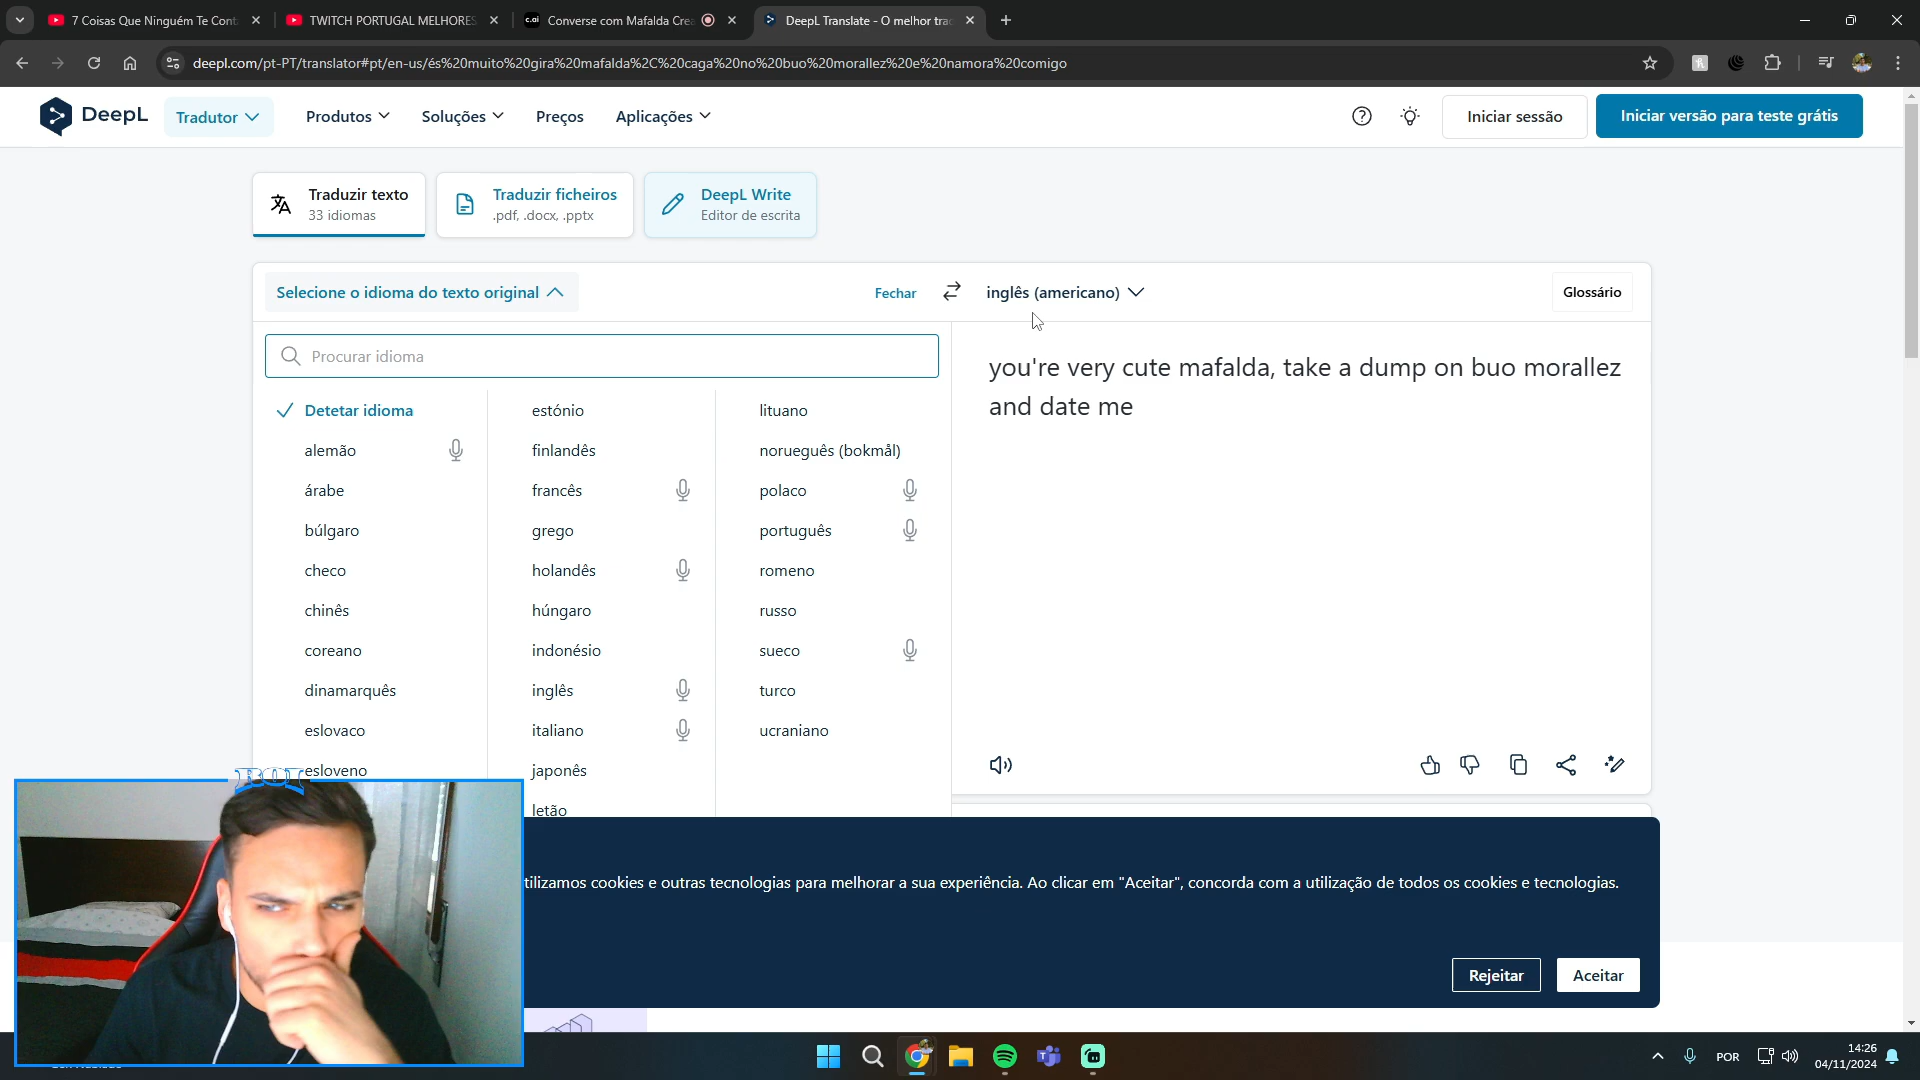 7 Coisas Que Ninguém Te Cont
TWITCH PORTUGAL MELHORES
c.ai
Converse com Mafalda Crea
DeepL Translate - O melhor trad
deepl.com/pt-PT/translator#pt/en-us/és%20muito%20gira%20mafalda%2C%20caga%20no%20buo%20morallez%20e%20namora%20comigo
DeepL
Tradutor
Produtos
Soluções
Preços
Aplicações
Iniciar sessão
Iniciar versão para teste grátis
Traduzir texto
33 idiomas
Traduzir ficheiros
.pdf, .docx, .pptx
DeepL Write
Editor de escrita
Selecione o idioma do texto original
Fechar
inglês (americano)
Glossário
Procurar idioma
Detetar idioma
alemão
árabe
búlgaro
checo
chinês
coreano
dinamarquês
eslovaco
esloveno
estónio
finlandês
francês
grego
holandês
húngaro
indonésio
inglês
italiano
japonês
letão
lituano
norueguês (bokmål)
polaco
português
romeno
russo
sueco
turco
ucraniano
you're very cute mafalda, take a dump on buo morallez
and date me
ROI
tilizamos cookies e outras tecnologias para melhorar a sua experiência. Ao clicar em "Aceitar", concorda com a utilização de todos os cookies e tecnologias.
Rejeitar
Aceitar
POR
14:26
04/11/2024